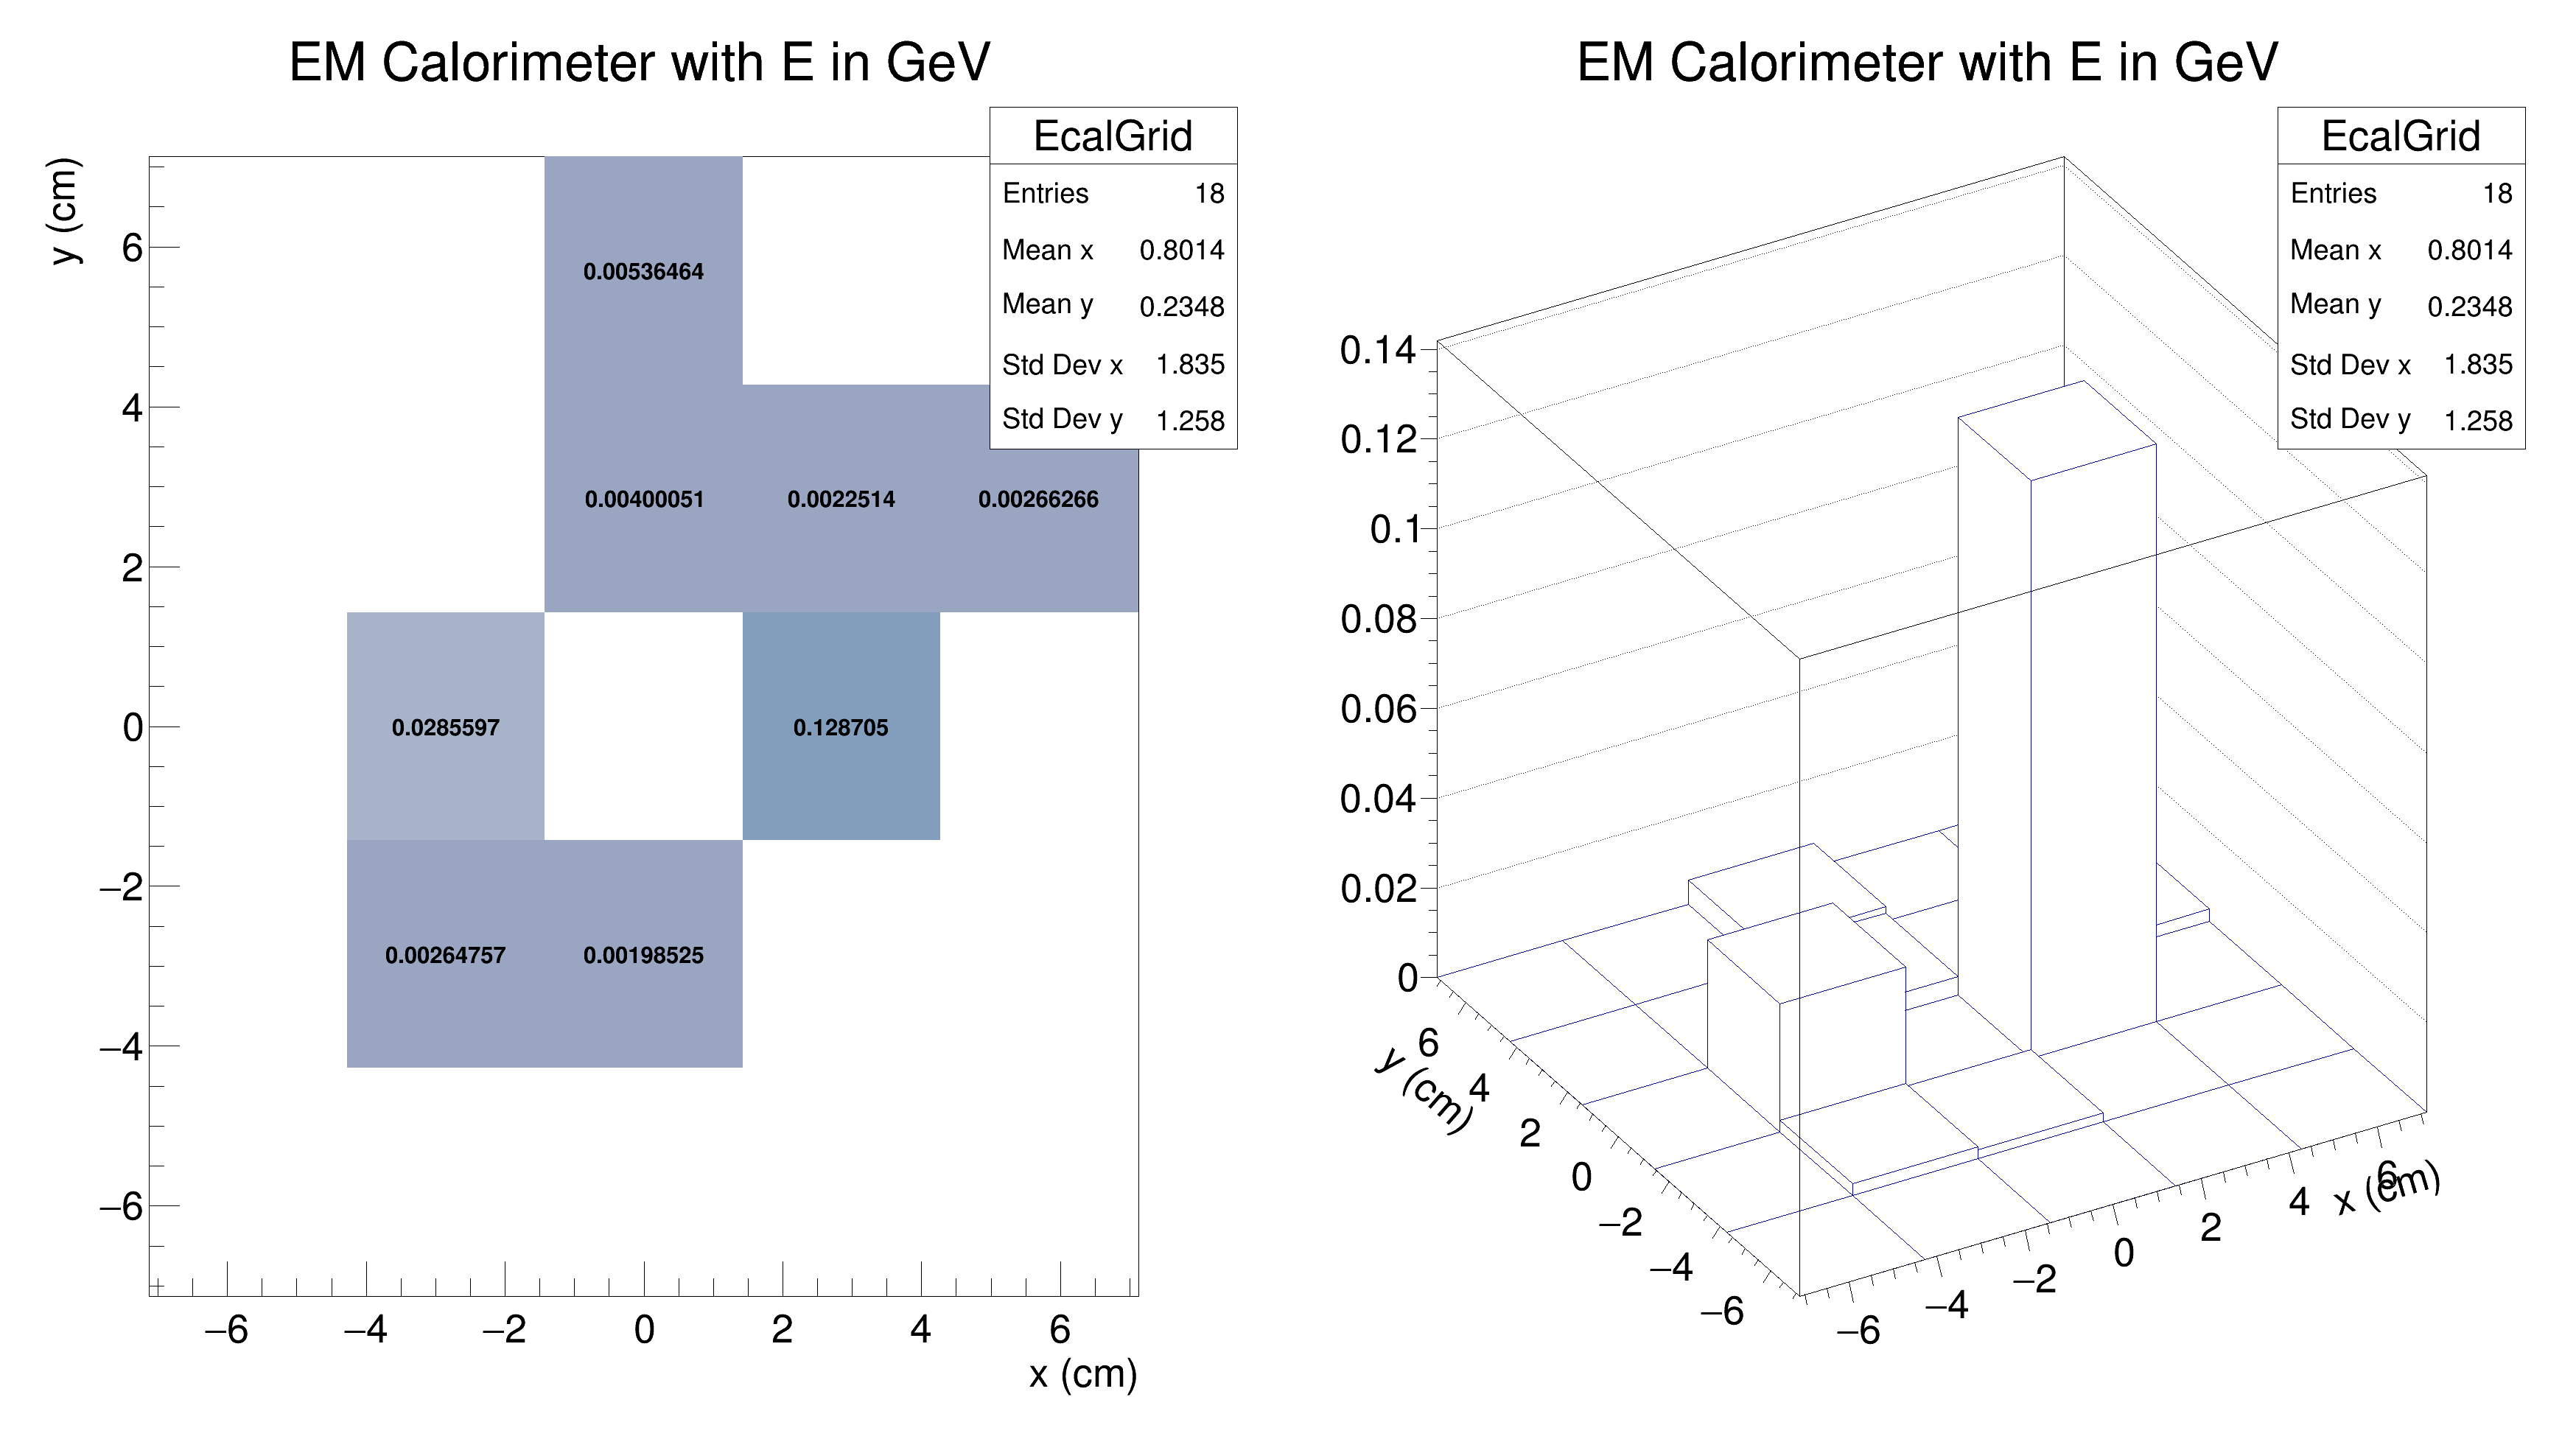 EM Calorimeter with E in GeV
EcalGrid
Entries 18
Mean x 0.8014
Mean y 0.2348
Std Dev x 1.835
Std Dev y 1.258
y (cm)
6
4
2
0
−2
−4
−6
0.00536464
0.00400051 0.0022514 0.00266266
0.0285597 0.128705
0.00264757 0.00198525
−6 −4 −2 0 2 4 6
x (cm)
EM Calorimeter with E in GeV
EcalGrid
Entries 18
Mean x 0.8014
Mean y 0.2348
Std Dev x 1.835
Std Dev y 1.258
0.14
0.12
0.1
0.08
0.06
0.04
0.02
0
y (cm)
6
4
2
0
−2
−4
−6
−6 −4 −2 0 2 4 6
x (cm)